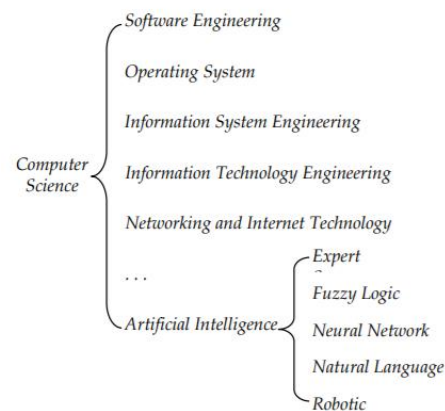 Software Engineering
Operating System
Information System Engineering
Computer
Science
Information Technology Engineering
Networking and Internet Technology
. . .
Artificial Intelligence
Expert
Fuzzy Logic
Neural Network
Natural Language
Robotic